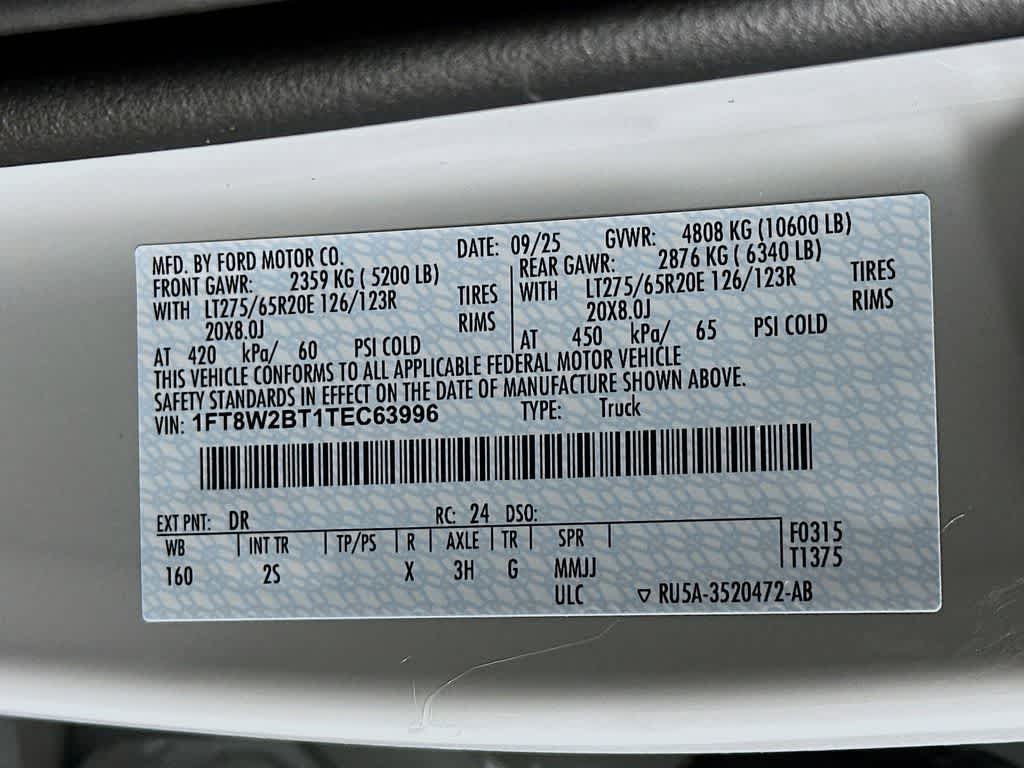 MFD. BY FORD MOTOR CO. DATE: 09/25 GVWR: 4808 KG (10600 LB)
FRONT GAWR: 2359 KG ( 5200 LB) REAR GAWR: 2876 KG ( 6340 LB)
WITH LT275/65R20E 126/123R TIRES WITH LT275/65R20E 126/123R TIRES
20X8.0J RIMS 20X8.0J RIMS
AT 420 kPa/ 60 PSI COLD AT 450 kPa/ 65 PSI COLD
THIS VEHICLE CONFORMS TO ALL APPLICABLE FEDERAL MOTOR VEHICLE
SAFETY STANDARDS IN EFFECT ON THE DATE OF MANUFACTURE SHOWN ABOVE.
VIN: 1FT8W2BT1TEC63996 TYPE: Truck
EXT PNT: DR RC: 24 DSO:
WB INT TR TP/PS R AXLE TR SPR F0315
160 2S X 3H G MMJJ T1375
ULC ▽ RU5A-3520472-AB